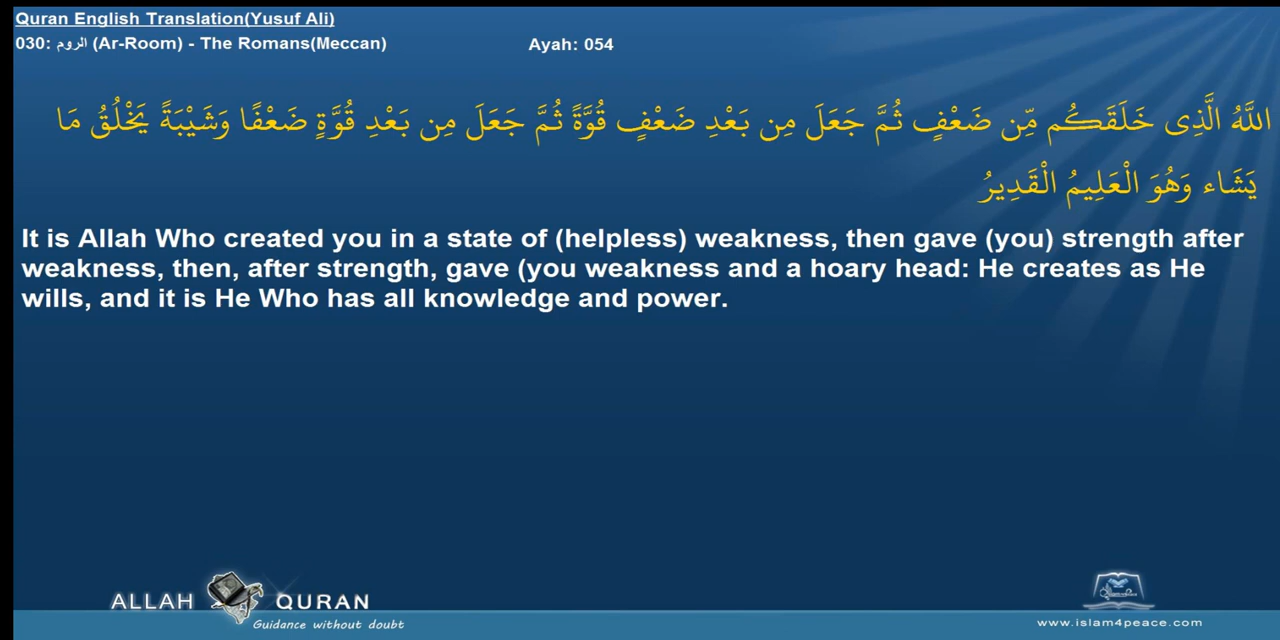 Quran English Translation(Yusuf Ali)
030: الروم (Ar-Room) - The Romans(Meccan) Ayah: 054
اللَّهُ الَّذِى خَلَقَكُم مِّن ضَعْفٍ ثُمَّ جَعَلَ مِن بَعْدِ ضَعْفٍ قُوَّةً ثُمَّ جَعَلَ مِن بَعْدِ قُوَّةٍ ضَعْفًا وَشَيْبَةً يَخْلُقُ مَا
يَشَاء وَهُوَ الْعَلِيمُ الْقَدِيرُ
It is Allah Who created you in a state of (helpless) weakness, then gave (you) strength after
weakness, then, after strength, gave (you weakness and a hoary head: He creates as He
wills, and it is He Who has all knowledge and power.
ALLAH QURAN
Guidance without doubt
www.islam4peace.com